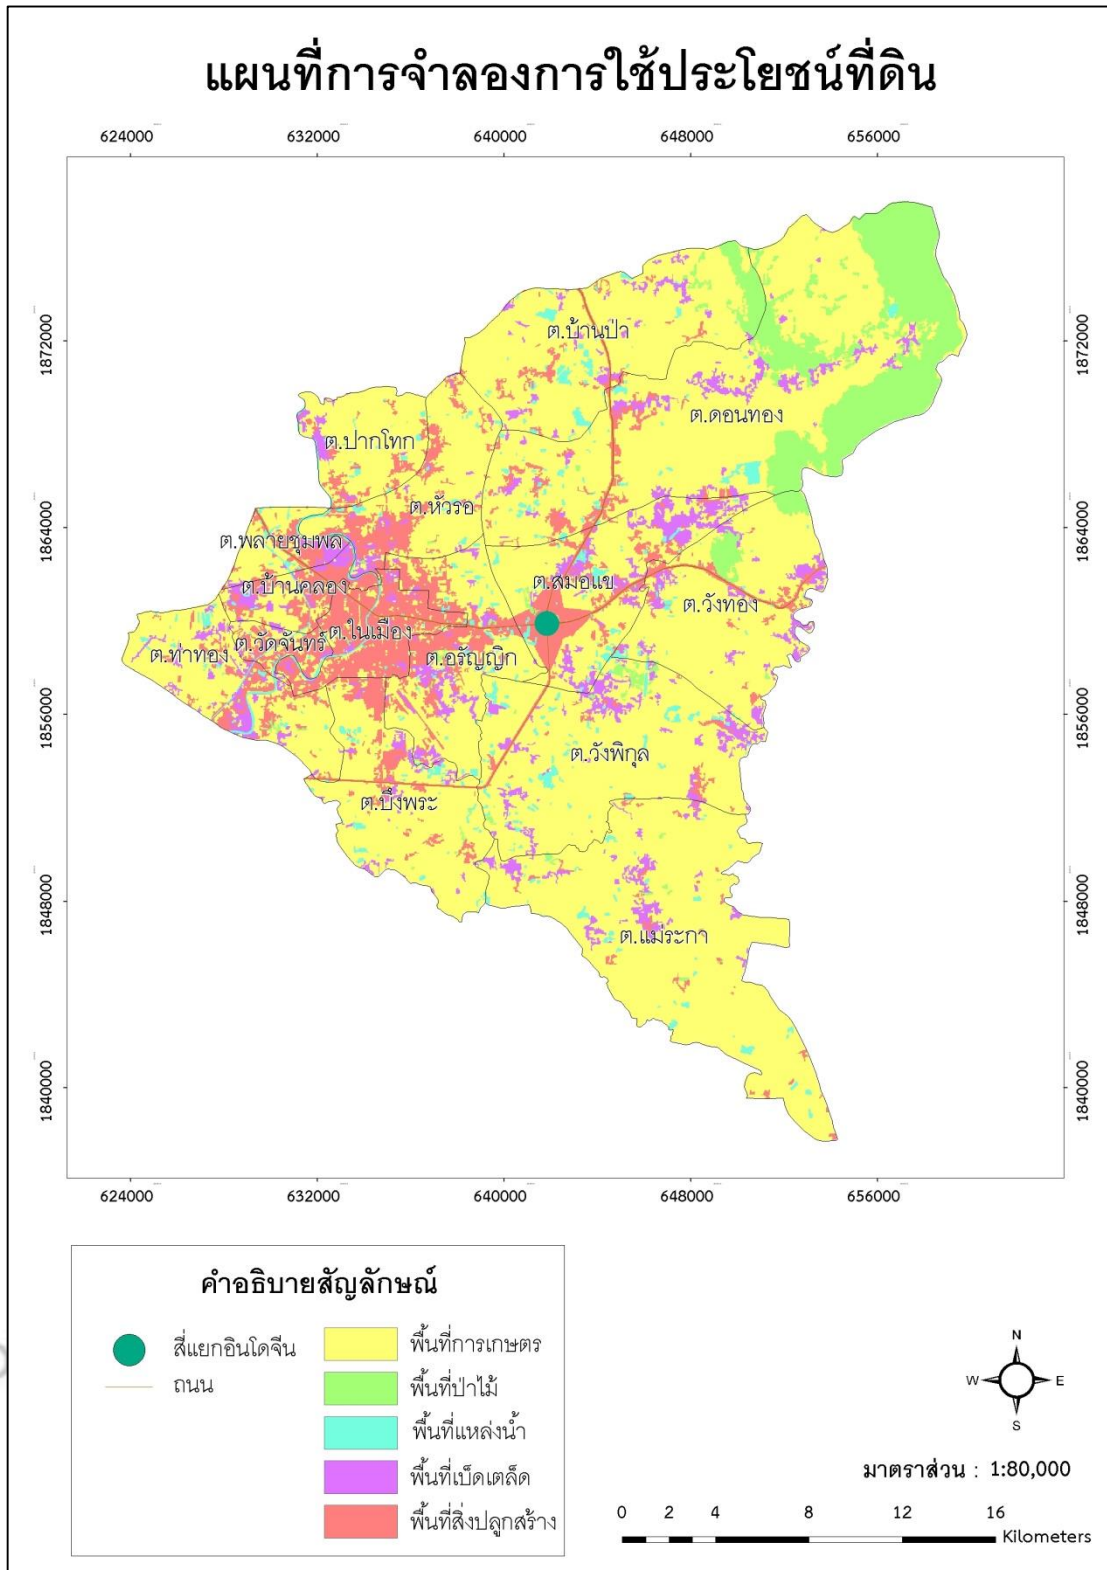 แผนที่การจำลองการใช้ประโยชน์ที่ดิน
624000 632000 640000 648000 656000
1872000 1872000
1864000 1864000
1856000 1856000
1848000 1848000
1840000 1840000
ต.บ้านป่า
ต.ดอนทอง
ต.ปากโทก
ต.หัวรอ
ต.พลายชุมพล
ต.บ้านคลอง
ต.สมอแข
ต.วังทอง
ต.ท่าทอง
ต.วัดจันทร์
ต.ในเมือง
ต.อรัญญิก
ต.วังพิกุล
ต.บึงพระ
ต.แม่ระกา
624000 632000 640000 648000 656000
คำอธิบายสัญลักษณ์
สี่แยกอินโดจีน
ถนน
พื้นที่การเกษตร
พื้นที่ป่าไม้
พื้นที่แหล่งน้ำ
พื้นที่เบ็ดเตล็ด
พื้นที่สิ่งปลูกสร้าง
N
W E
S
มาตราส่วน : 1:80,000
0 2 4 8 12 16
Kilometers